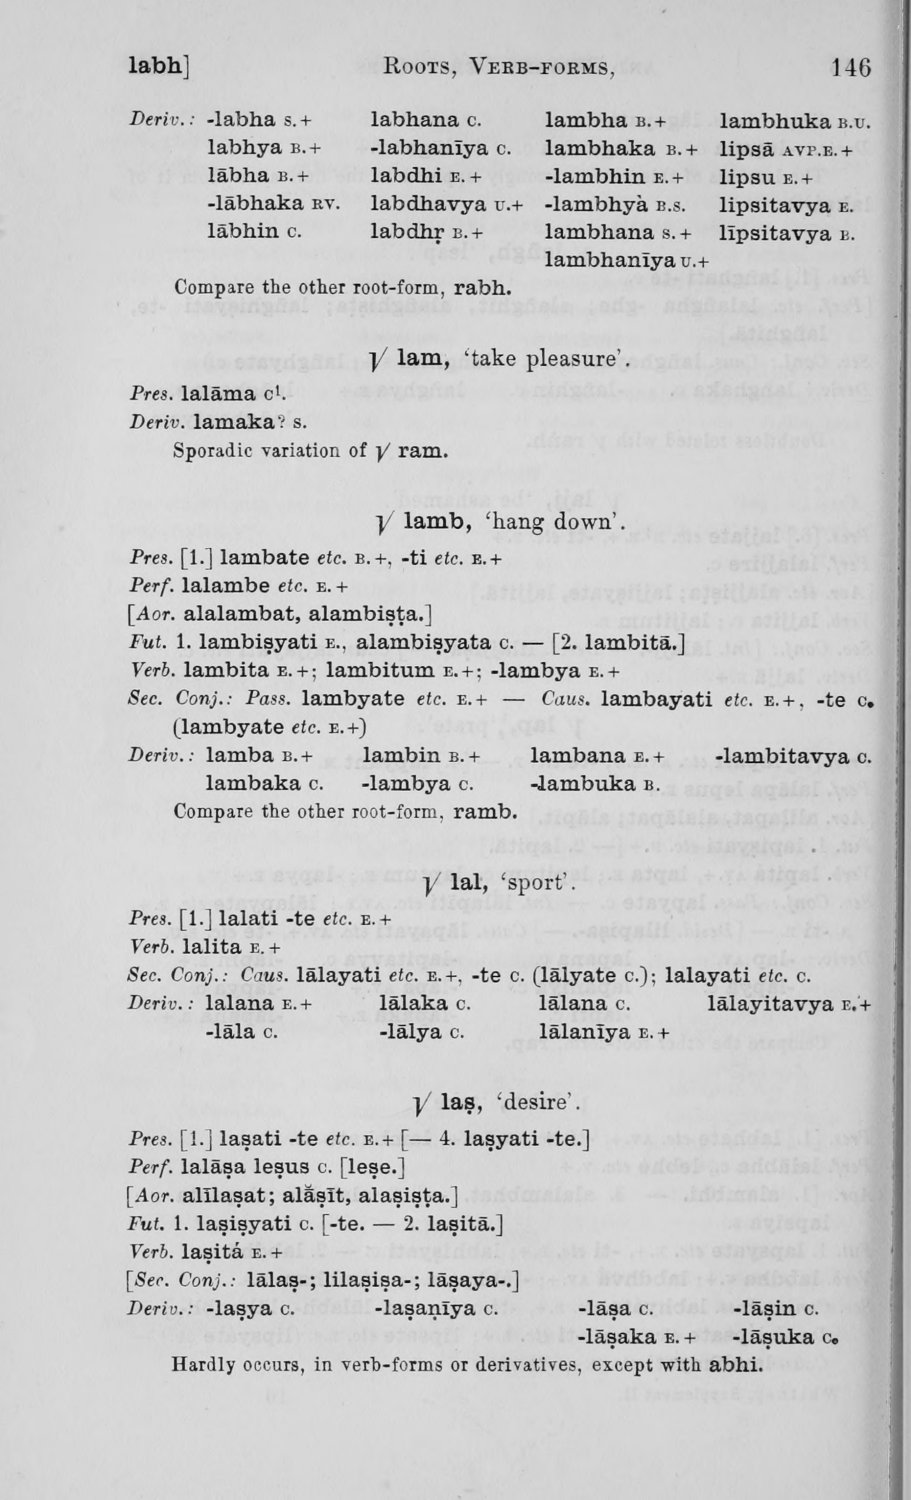 labh] ROOTS, VERB-FORMS, 146
Deriv.: -labha S.+ labhana C. lambha B.+ lambhuka B.U.
labhya B.+ -labhanīya C. lambhaka B.+ lipsā AVP.E.+
lābha B.+ labdhi E.+ -lambhin E.+ lipsu E.+
-lābhaka RV. labdhavya U.+ -lambhyà B.S. lipsitavya E.
lābhin C. labdhṛ B.+ lambhana S.+ līpsitavya B.
lambhanīya U.+
Compare the other root-form, rabh.
√ lam, ‘take pleasure’.
Pres. lalāma C¹.
Deriv. lamaka? S.
Sporadic variation of √ ram.
√ lamb, ‘hang down’.
Pres. [1.] lambate etc. B.+, -ti etc. E.+
Perf. lalambe etc. E.+
[Aor. alalambat, alambiṣṭa.]
Fut. 1. lambiṣyati E., alambiṣyata C. — [2. lambitā.]
Verb. lambita E.+; lambitum E.+; -lambya E.+
Sec. Conj.: Pass. lambyate etc. E.+ — Caus. lambayati etc. E.+, -te C.
(lambyate etc. E.+)
Deriv.: lamba B.+ lambin B.+ lambana E.+ -lambitavya C.
lambaka C. -lambya C. -lambuka B.
Compare the other root-form, ramb.
√ lal, ‘sport’.
Pres. [1.] lalati -te etc. E.+
Verb. lalita E.+
Sec. Conj.: Caus. lālayati etc. E.+, -te C. (lālyate C.); lalayati etc. C.
Deriv.: lalana E.+ lālaka C. lālana C. lālayitavya E.+
-lāla C. -lālya C. lālanīya E.+
√ laṣ, ‘desire’.
Pres. [1.] laṣati -te etc. E.+ [— 4. laṣyati -te.]
Perf. lalāṣa leṣus C. [leṣe.]
[Aor. alīlaṣat; alā̆ṣīt, alaṣiṣṭa.]
Fut. 1. laṣiṣyati C. [-te. — 2. laṣitā.]
Verb. laṣitá E.+
[Sec. Conj.: lālaṣ-; lilaṣiṣa-; lāṣaya-.]
Deriv.: -laṣya C. -laṣaṇīya C. -lāṣa C. -lāṣin C.
-lāṣaka E.+ -lāṣuka C.
Hardly occurs, in verb-forms or derivatives, except with abhi.